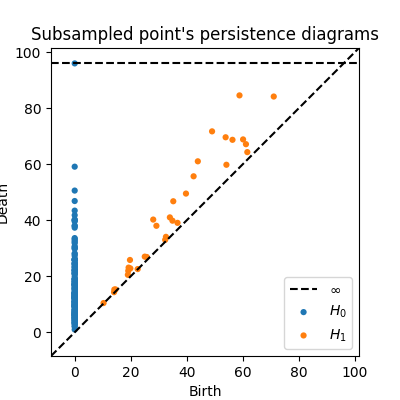 Subsampled point's persistence diagrams
100
80
60
40
20
0
Death
∞
H₀
H₁
0 20 40 60 80 100
Birth